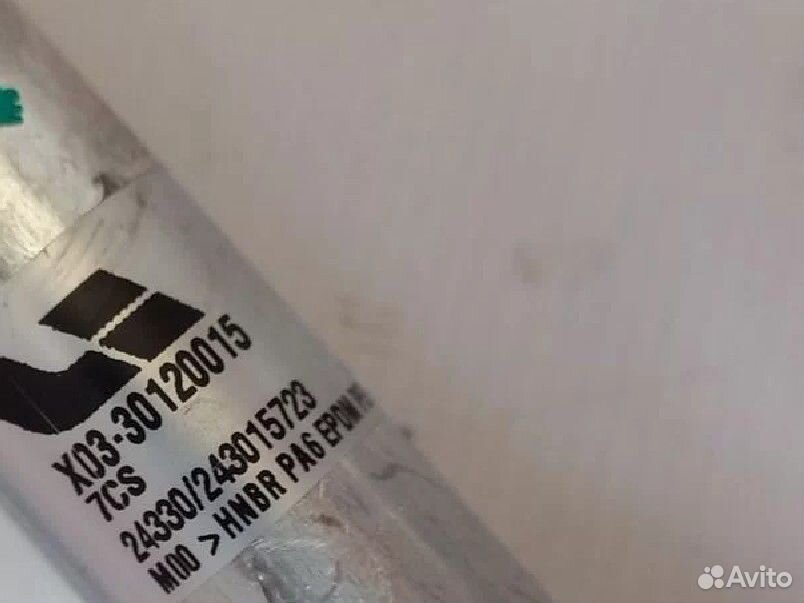 X03-30120015
7CS
24330/243015723
M00 > HNBR PA6 EPDM
Avito